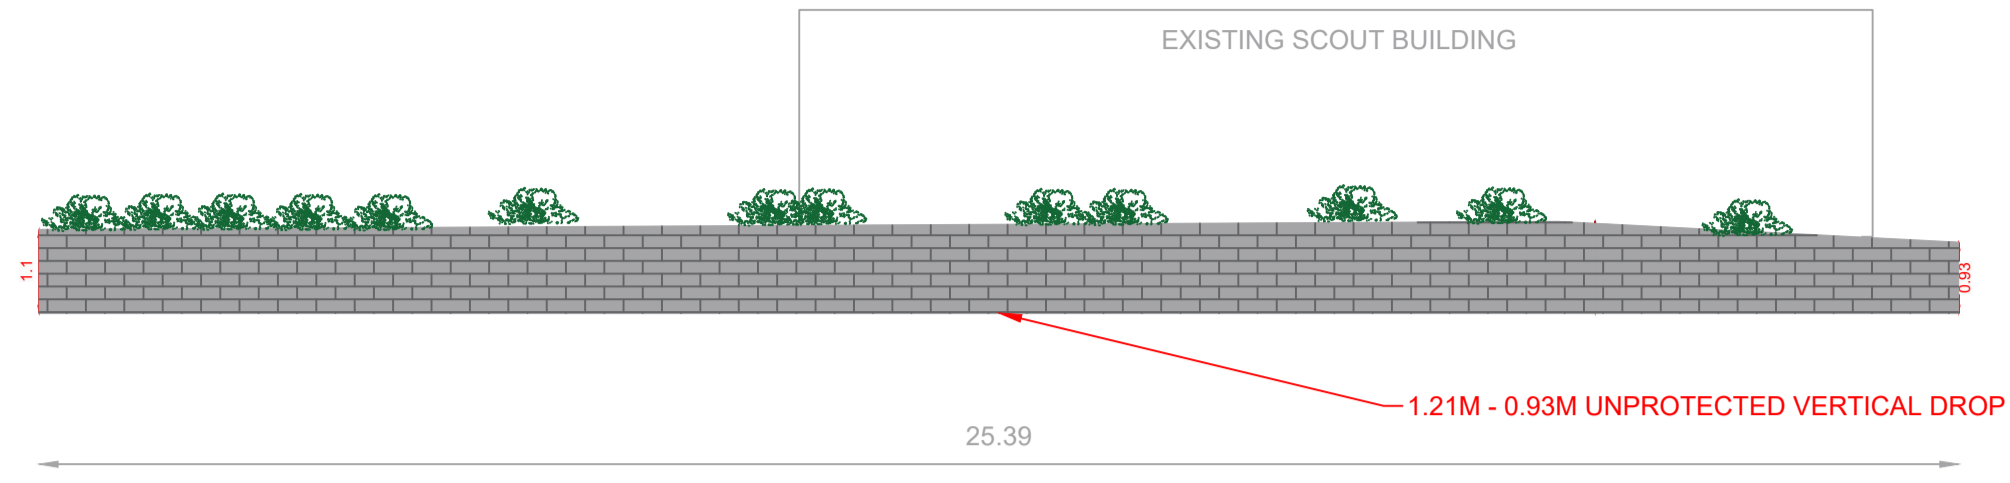 EXISTING SCOUT BUILDING
1.1
0.93
1.21M - 0.93M UNPROTECTED VERTICAL DROP
25.39